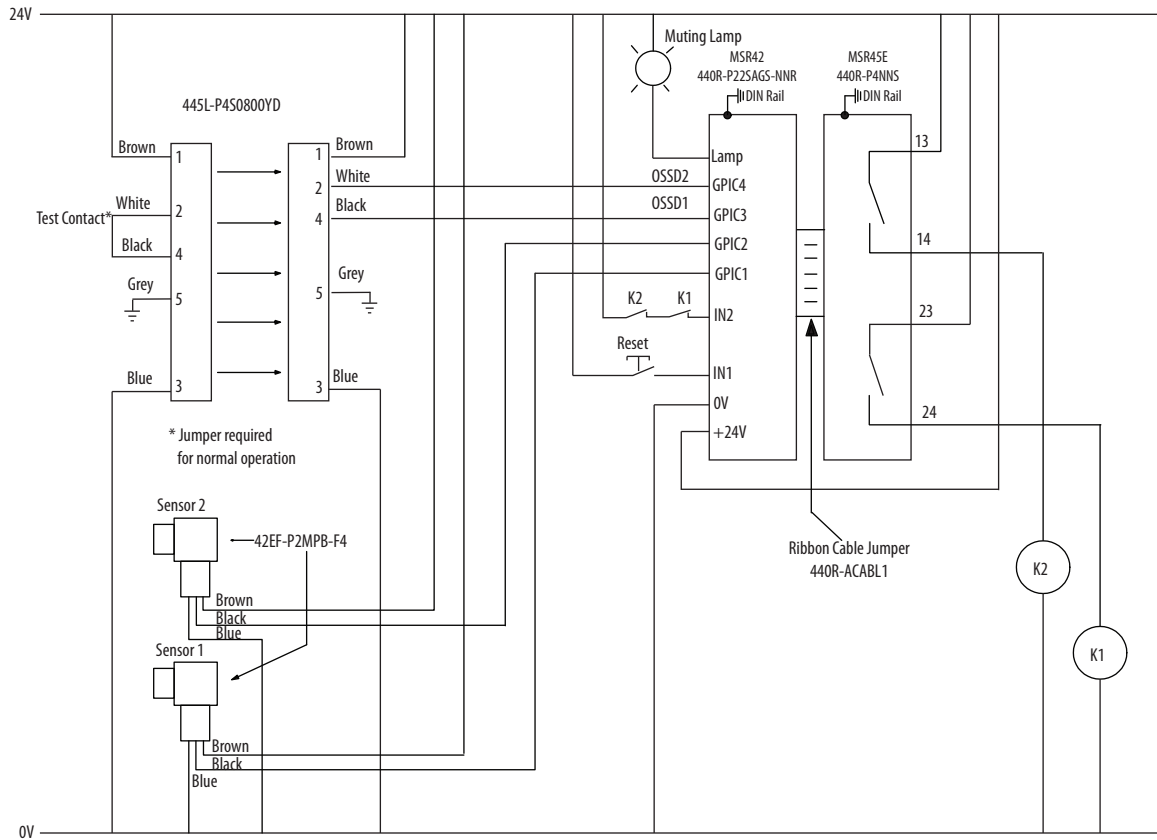 24V
Muting Lamp
MSR42
440R-P22SAGS-NNR
DIN Rail
MSR45E
440R-P4NNS
DIN Rail
445L-P4S0800YD
Brown
1
White
2
Test Contact*
Black
4
Grey
5
Blue
3
1
Brown
2
White
4
Black
5
Grey
3
Blue
* Jumper required
for normal operation
OSSD2
OSSD1
Lamp
GPIC4
GPIC3
GPIC2
GPIC1
K2
K1
IN2
Reset
IN1
0V
+24V
13
14
23
24
Sensor 2
42EF-P2MPB-F4
Brown
Black
Blue
Sensor 1
Brown
Black
Blue
Ribbon Cable Jumper
440R-ACABL1
K2
K1
0V